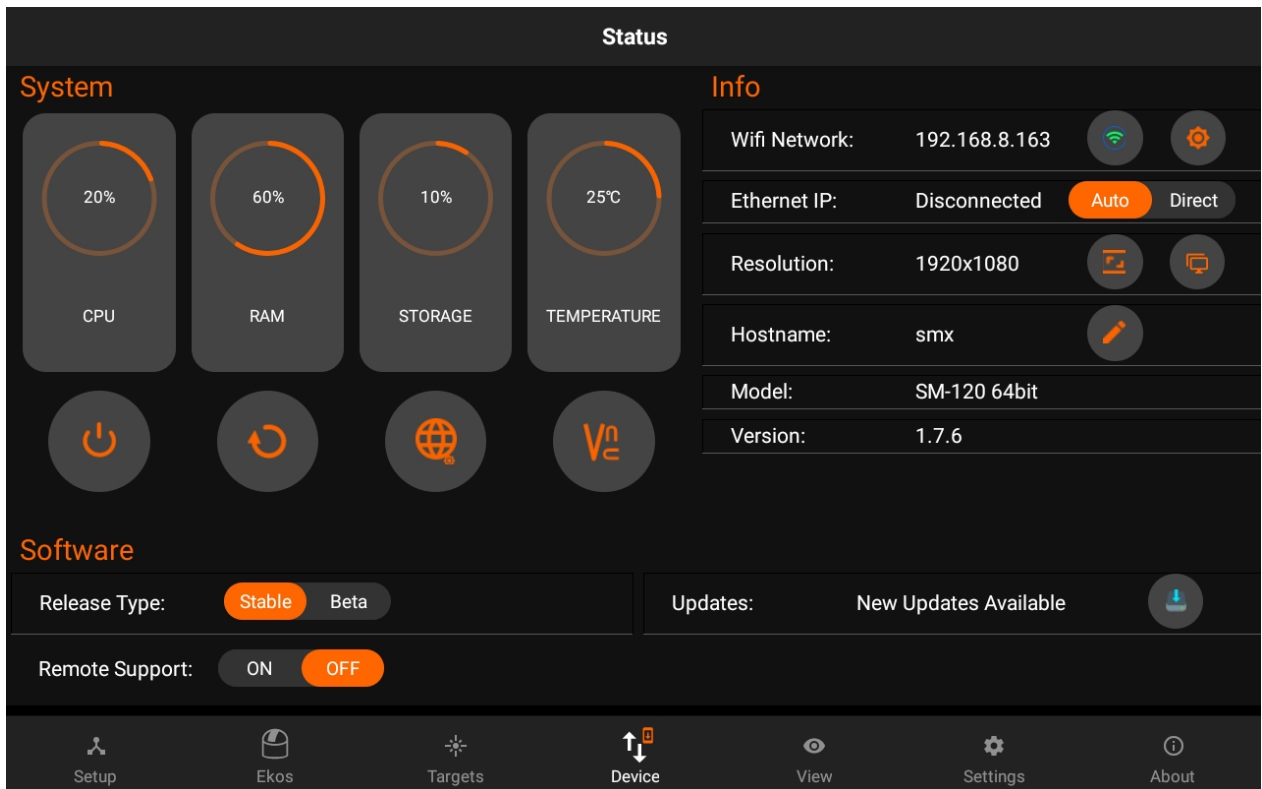 Status
System
20%
60%
10%
25℃
CPU
RAM
STORAGE
TEMPERATURE
Vnc
Info
Wifi Network: 192.168.8.163
Ethernet IP: Disconnected Auto Direct
Resolution: 1920x1080
Hostname: smx
Model: SM-120 64bit
Version: 1.7.6
Software
Release Type: Stable Beta
Updates: New Updates Available
Remote Support: ON OFF
Setup
Ekos
Targets
Device
View
Settings
About